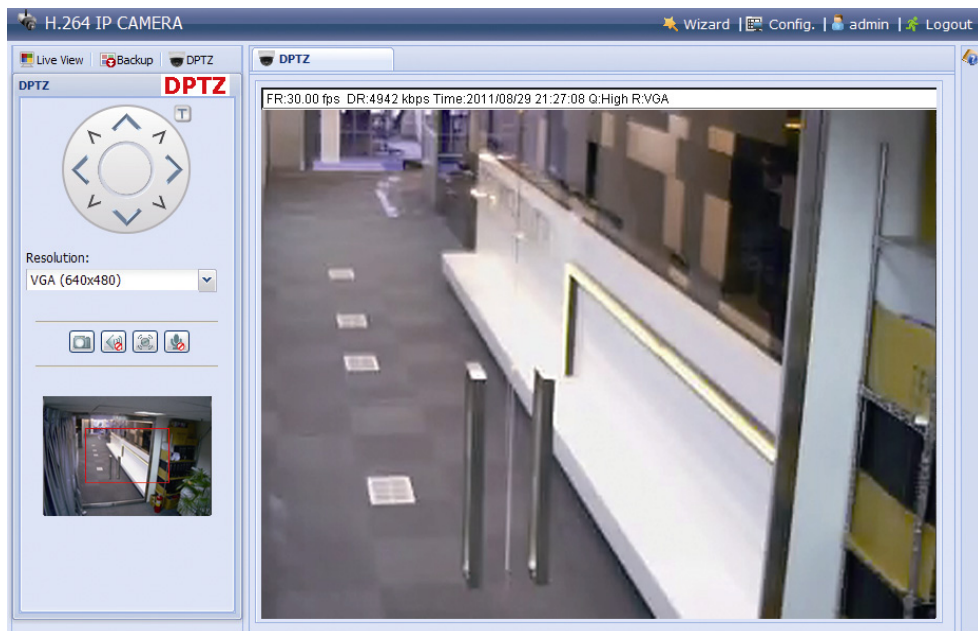 H.264 IP CAMERA
Wizard | Config. | admin | Logout
Live View Backup DPTZ
DPTZ DPTZ
T
Resolution:
VGA (640x480)
DPTZ
FR:30.00 fps DR:4942 kbps Time:2011/08/29 21:27:08 Q:High R:VGA